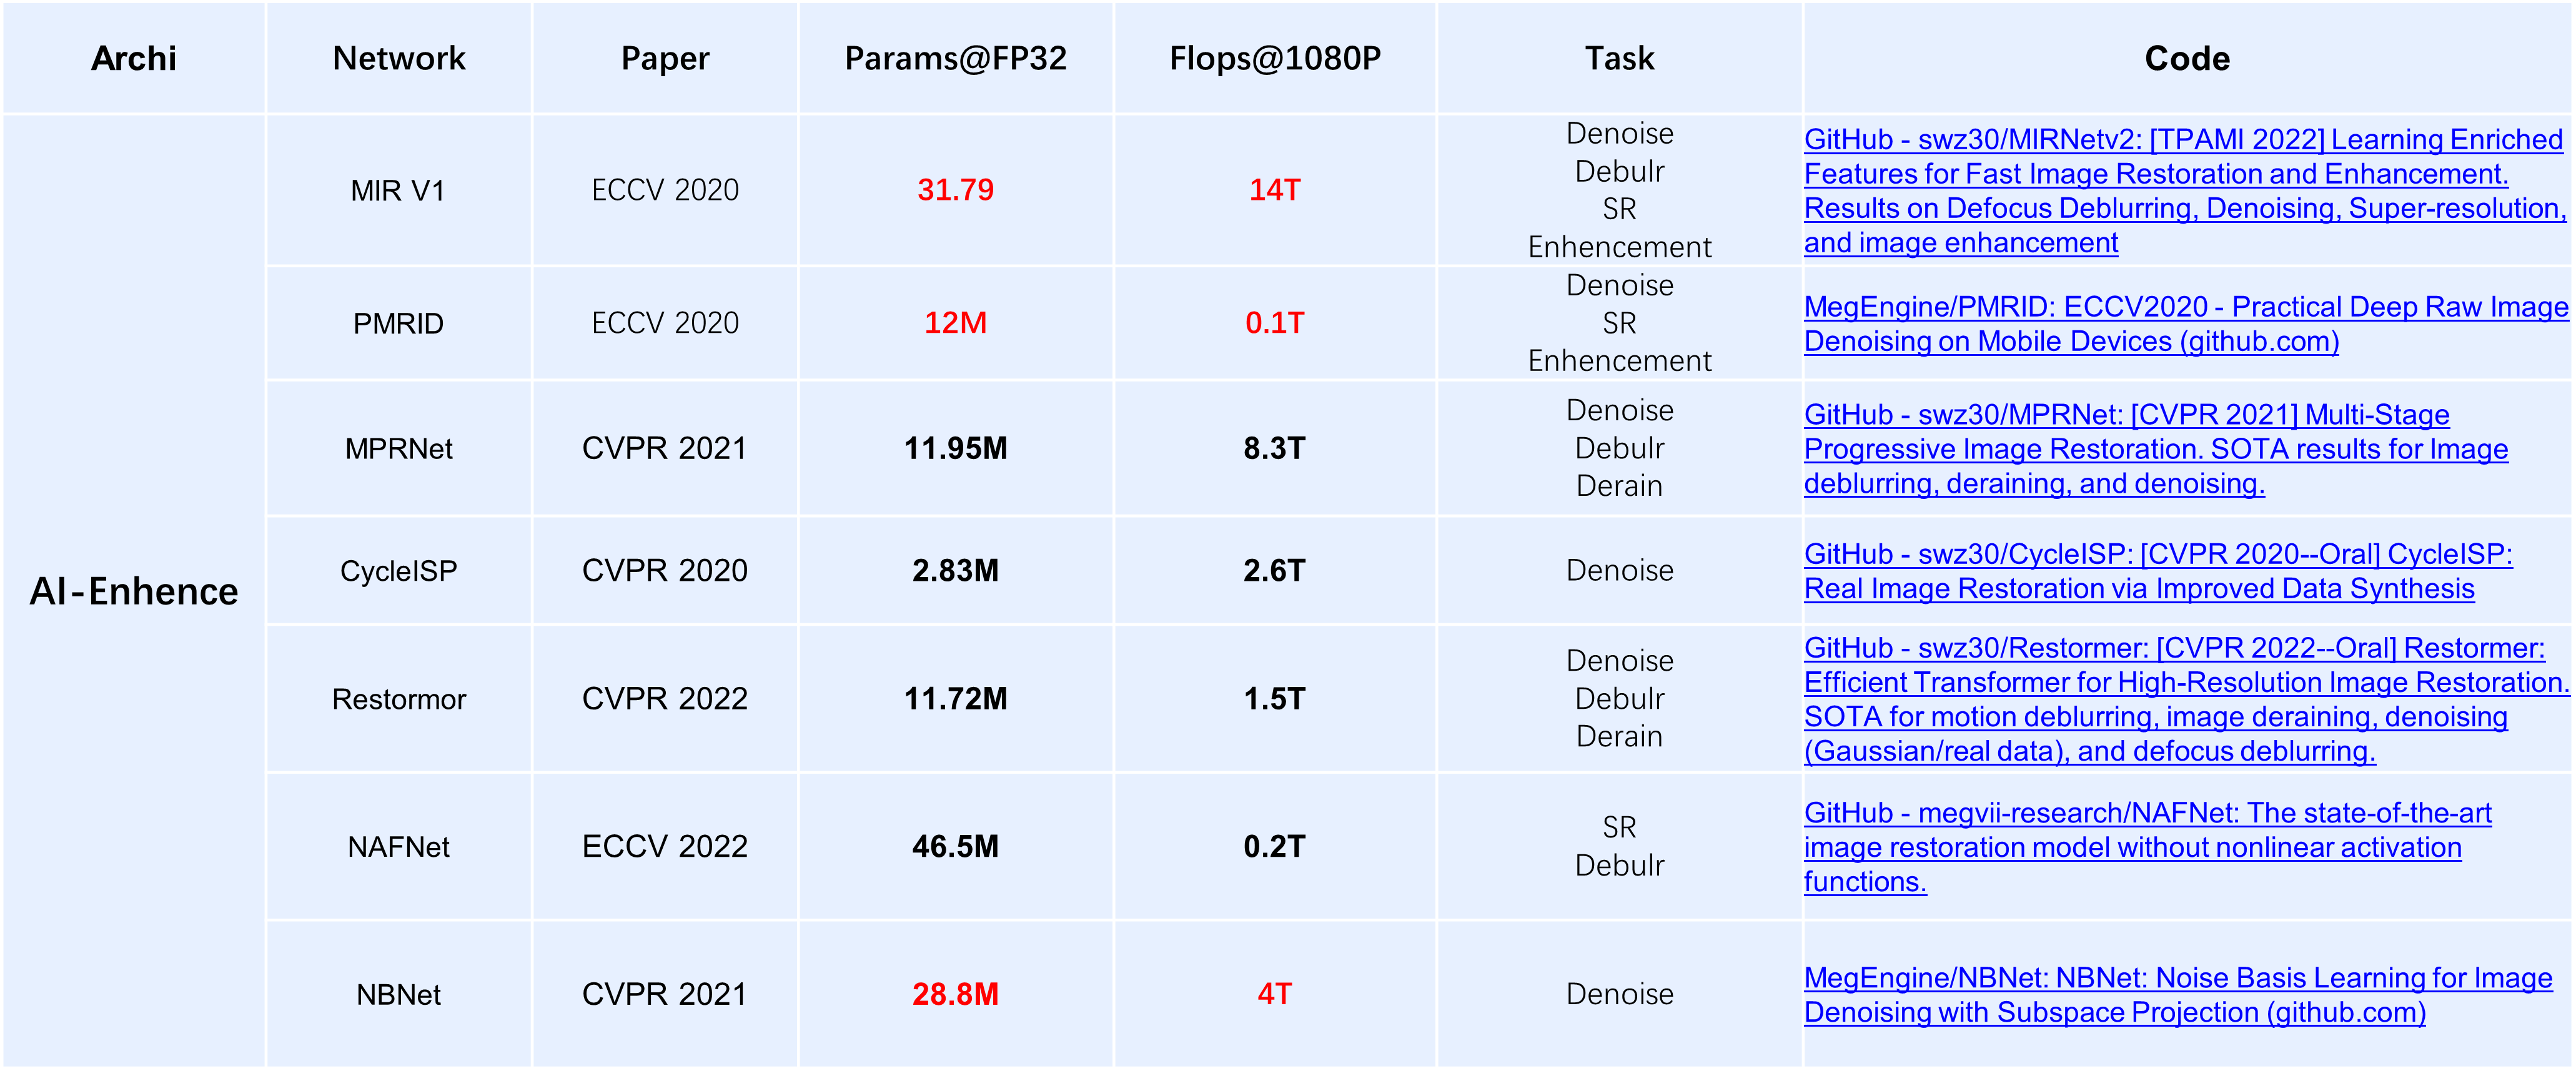 Archi
Network
Paper
Params@FP32
Flops@1080P
Task
Code
AI-Enhence
MIR V1
ECCV 2020
31.79
14T
Denoise
Debulr
SR
Enhencement
GitHub - swz30/MIRNetv2: [TPAMI 2022] Learning Enriched
Features for Fast Image Restoration and Enhancement.
Results on Defocus Deblurring, Denoising, Super-resolution,
and image enhancement
PMRID
ECCV 2020
12M
0.1T
Denoise
SR
Enhencement
MegEngine/PMRID: ECCV2020 - Practical Deep Raw Image
Denoising on Mobile Devices (github.com)
MPRNet
CVPR 2021
11.95M
8.3T
Denoise
Debulr
Derain
GitHub - swz30/MPRNet: [CVPR 2021] Multi-Stage
Progressive Image Restoration. SOTA results for Image
deblurring, deraining, and denoising.
CycleISP
CVPR 2020
2.83M
2.6T
Denoise
GitHub - swz30/CycleISP: [CVPR 2020--Oral] CycleISP:
Real Image Restoration via Improved Data Synthesis
Restormor
CVPR 2022
11.72M
1.5T
Denoise
Debulr
Derain
GitHub - swz30/Restormer: [CVPR 2022--Oral] Restormer:
Efficient Transformer for High-Resolution Image Restoration.
SOTA for motion deblurring, image deraining, denoising
(Gaussian/real data), and defocus deblurring.
NAFNet
ECCV 2022
46.5M
0.2T
SR
Debulr
GitHub - megvii-research/NAFNet: The state-of-the-art
image restoration model without nonlinear activation
functions.
NBNet
CVPR 2021
28.8M
4T
Denoise
MegEngine/NBNet: NBNet: Noise Basis Learning for Image
Denoising with Subspace Projection (github.com)